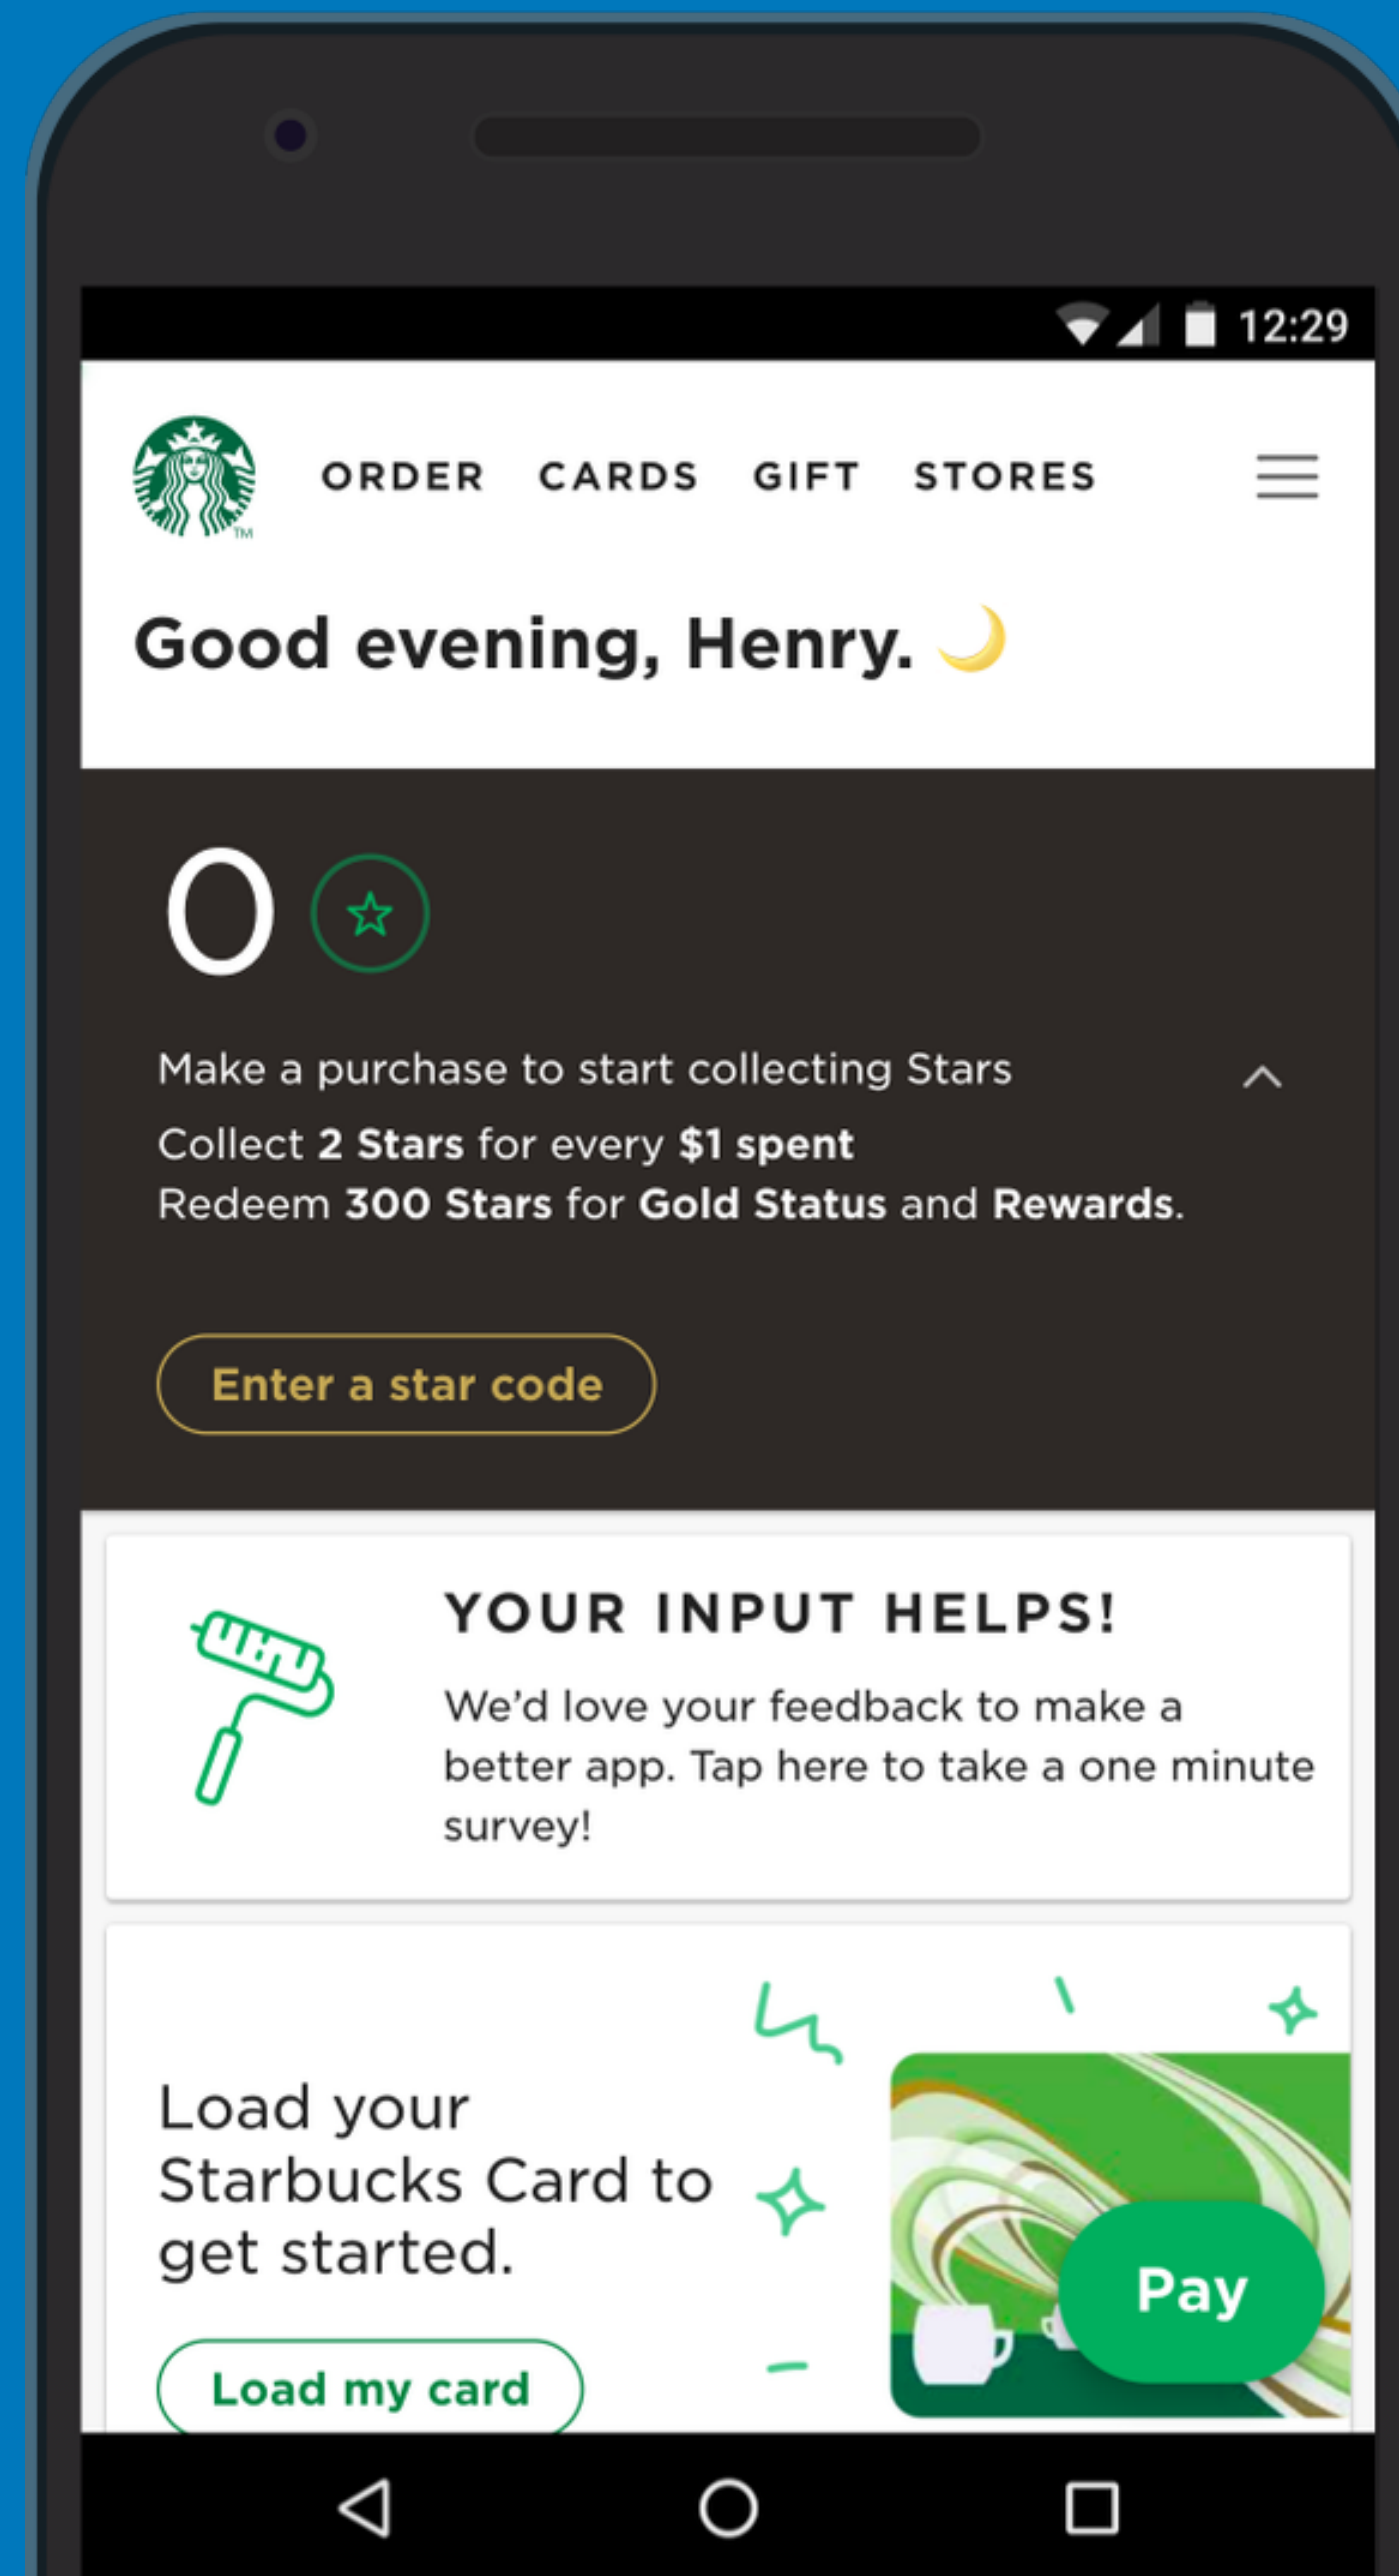 12:29
ORDER CARDS GIFT STORES
TM
Good evening, Henry.
0
Make a purchase to start collecting Stars
Collect 2 Stars for every $1 spent
Redeem 300 Stars for Gold Status and Rewards.
Enter a star code
YOUR INPUT HELPS!
We’d love your feedback to make a
better app. Tap here to take a one minute
survey!
Load your
Starbucks Card to
get started.
Pay
Load my card